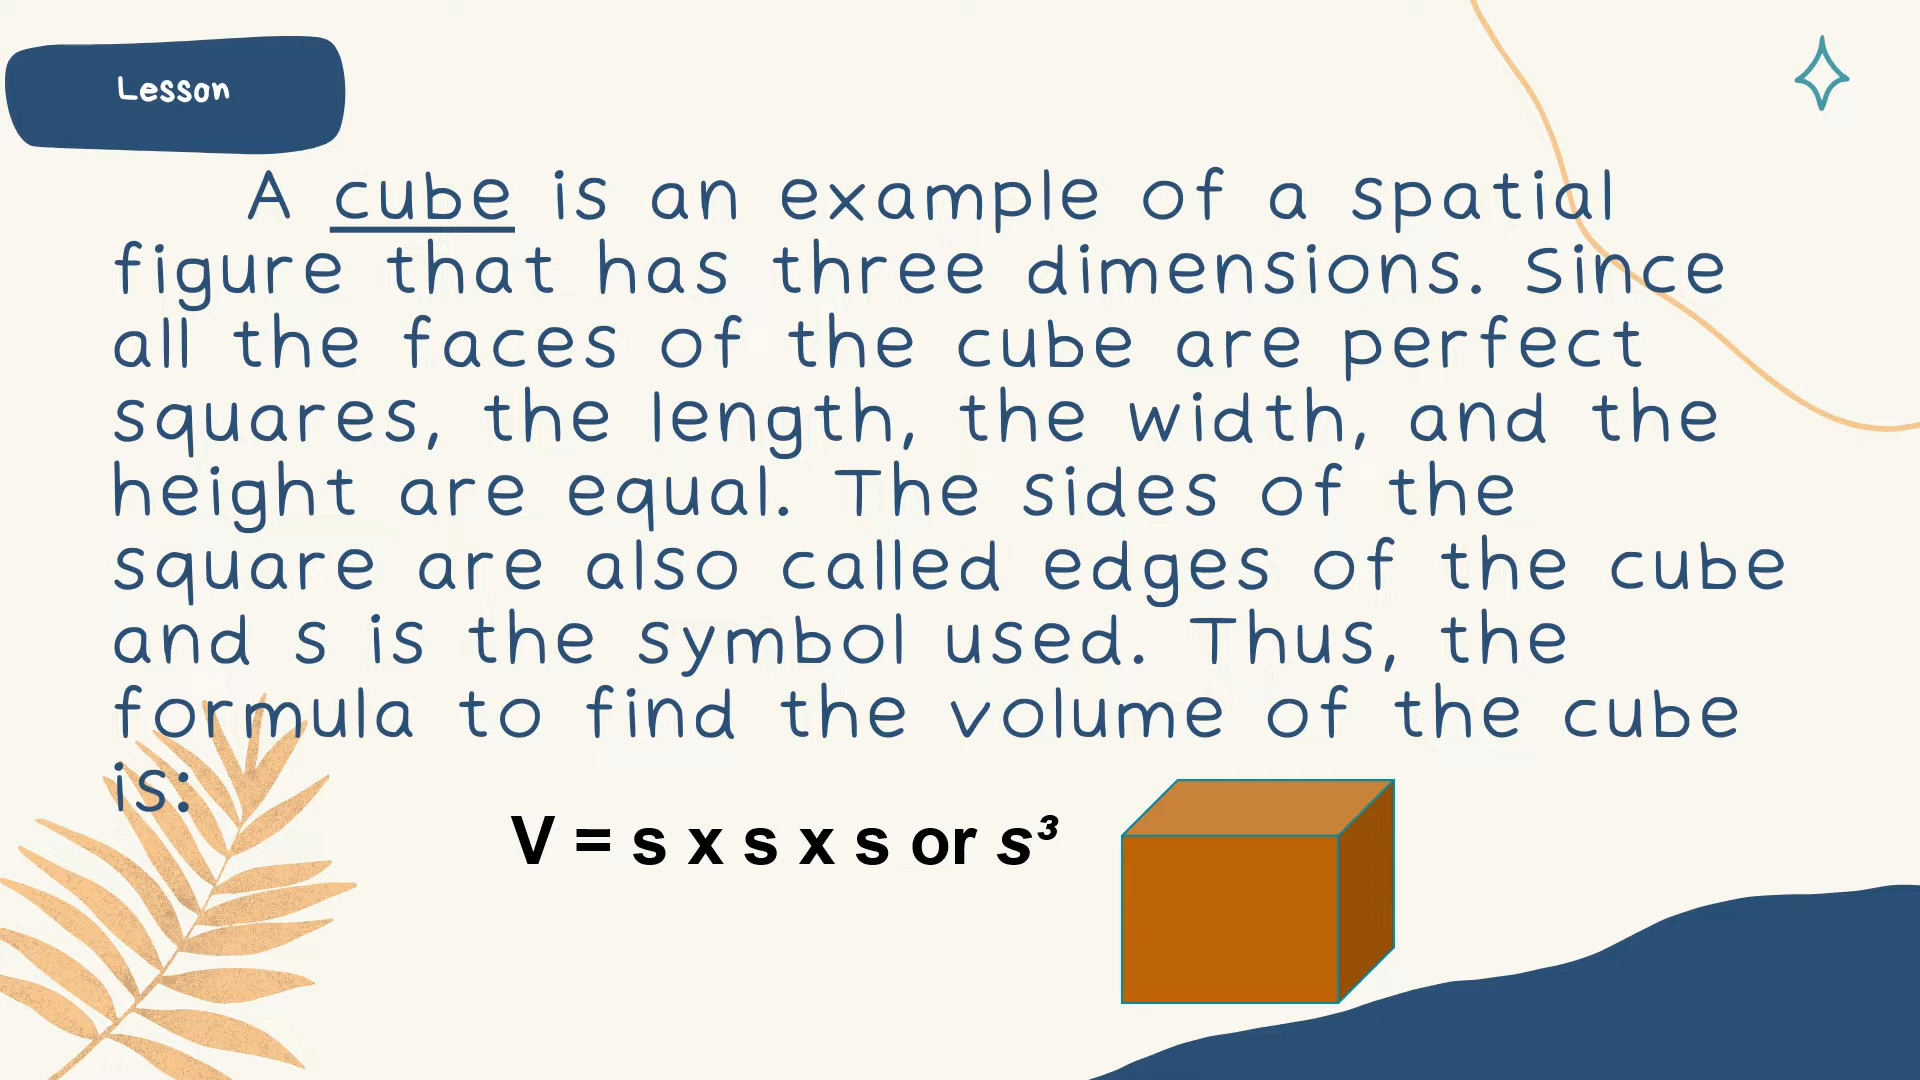 Lesson
A cube is an example of a spatial
figure that has three dimensions. Since
all the faces of the cube are perfect
squares, the length, the width, and the
height are equal. The sides of the
square are also called edges of the cube
and s is the symbol used. Thus, the
formula to find the volume of the cube
is:
V = s x s x s or s³